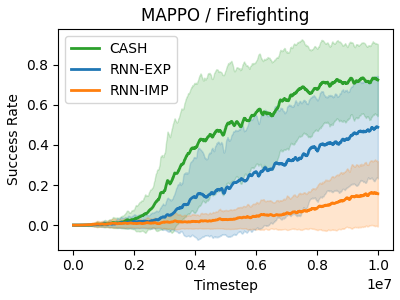 MAPPO / Firefighting
CASH
RNN-EXP
RNN-IMP
Success Rate
0.8
0.6
0.4
0.2
0.0
0.0 0.2 0.4 0.6 0.8 1.0
1e7
Timestep